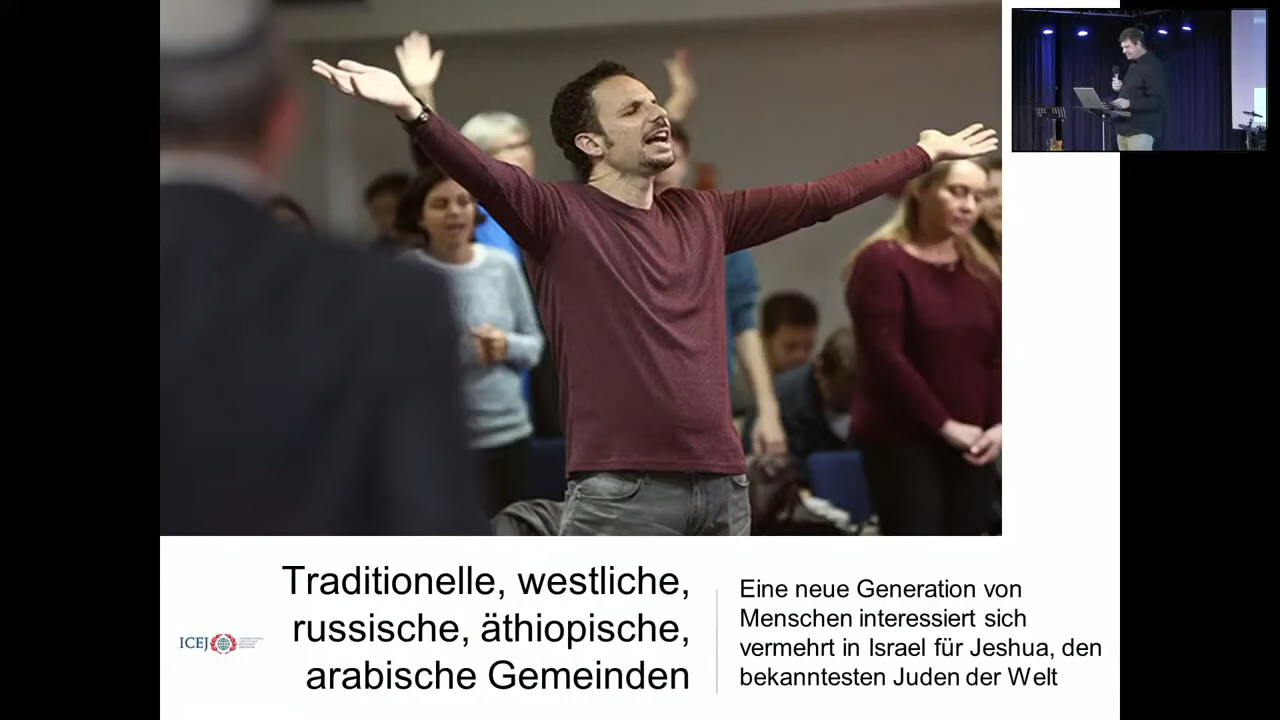 Traditionelle, westliche,
russische, äthiopische,
arabische Gemeinden
Eine neue Generation von
Menschen interessiert sich
vermehrt in Israel für Jeshua, den
bekanntesten Juden der Welt
ICEJ